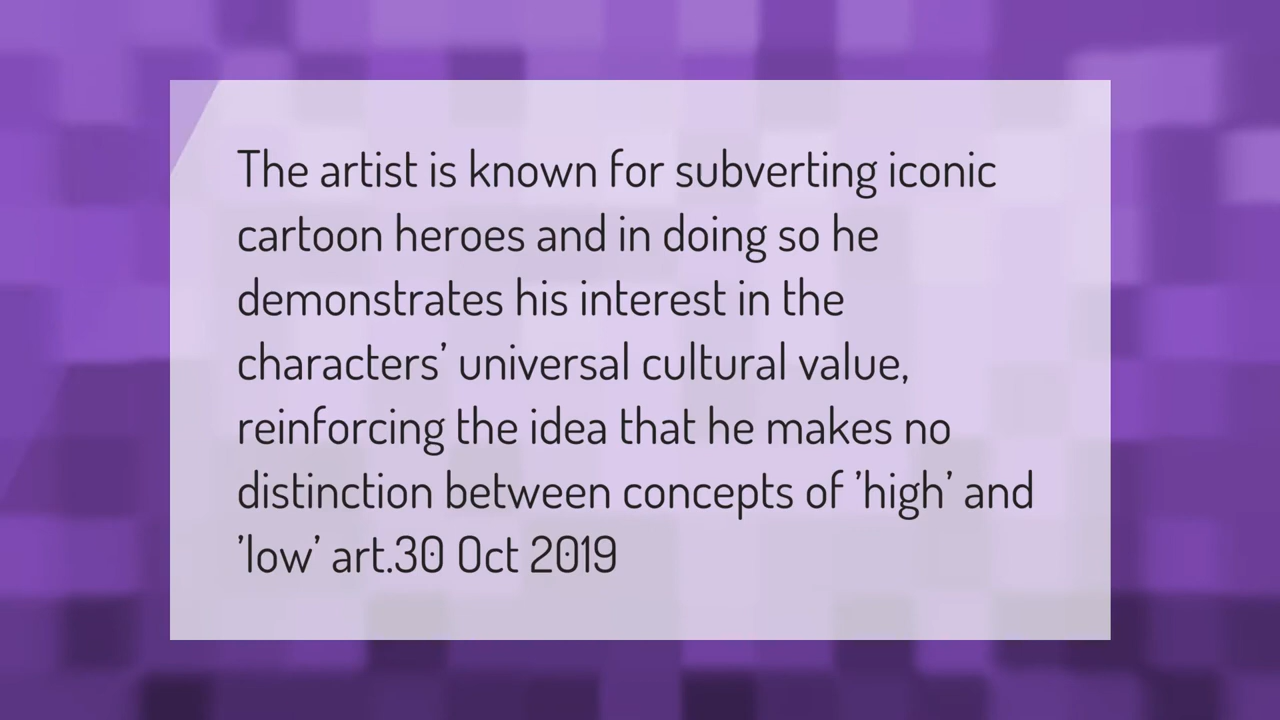 The artist is known for subverting iconic
cartoon heroes and in doing so he
demonstrates his interest in the
characters’ universal cultural value,
reinforcing the idea that he makes no
distinction between concepts of ’high’ and
’low’ art.30 Oct 2019